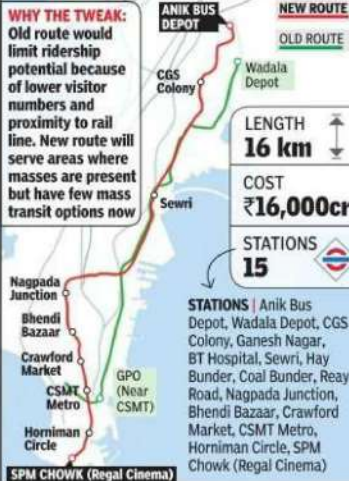 WHY THE TWEAK:
Old route would
limit ridership
potential because
of lower visitor
numbers and
proximity to rail
line. New route will
serve areas where
masses are present
but have few mass
transit options now
ANIK BUS
DEPOT
NEW ROUTE
OLD ROUTE
Wadala
Depot
CGS
Colony
LENGTH
16 km
COST
₹16,000cr
STATIONS
15
Sewri
Nagpada
Junction
Bhendi
Bazaar
Crawford
Market
CSMT
Metro
GPO
(Near
CSMT)
Horniman
Circle
SPM CHOWK (Regal Cinema)
STATIONS | Anik Bus
Depot, Wadala Depot, CGS
Colony, Ganesh Nagar,
BT Hospital, Sewri, Hay
Bunder, Coal Bunder, Reay
Road, Nagpada Junction,
Bhendi Bazaar, Crawford
Market, CSMT Metro,
Horniman Circle, SPM
Chowk (Regal Cinema)